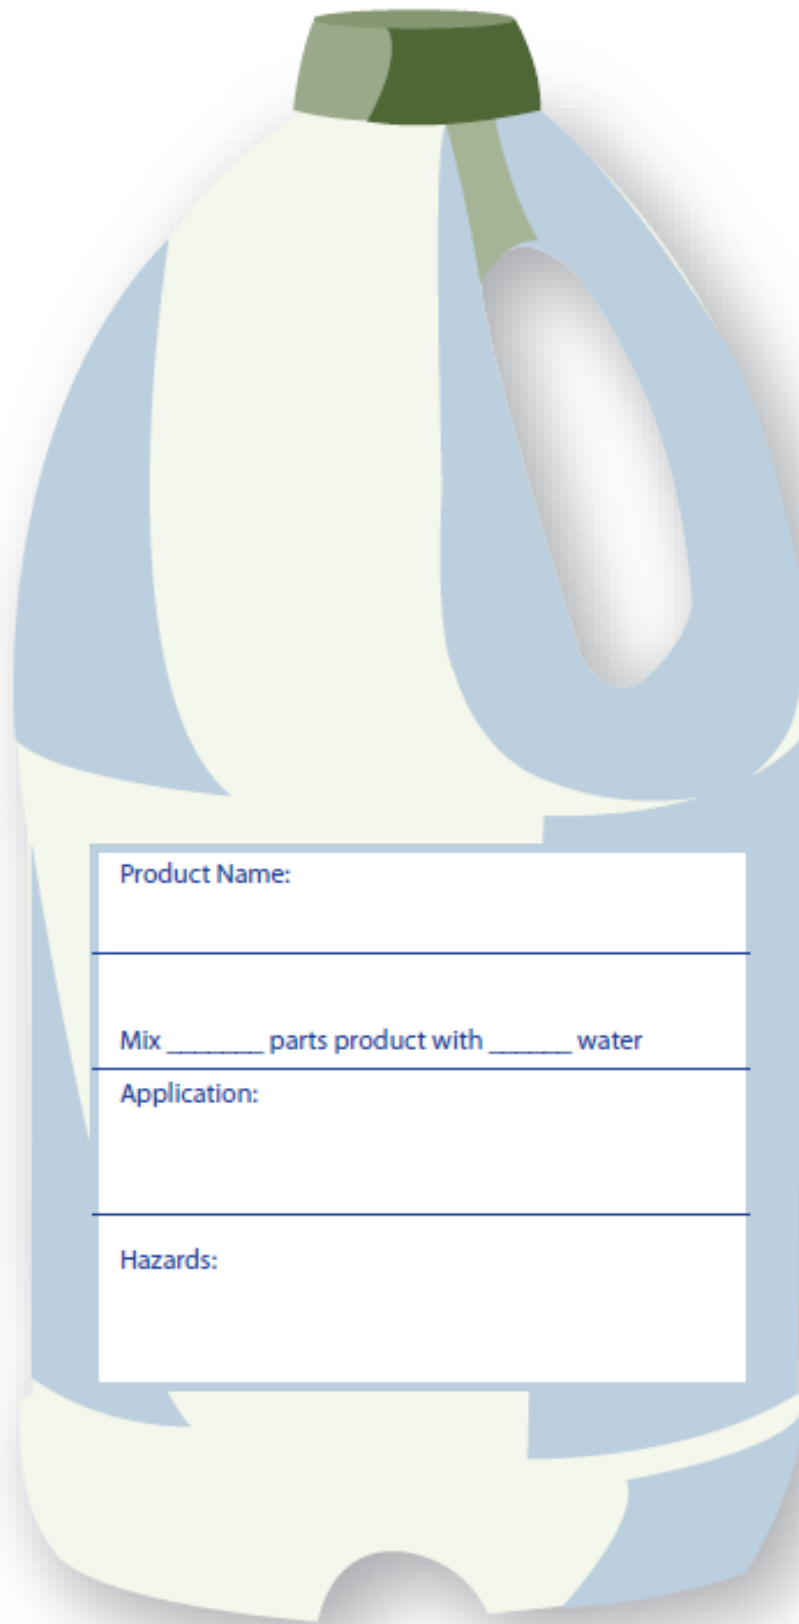 Product Name:
Mix _______ parts product with ______ water
Application:
Hazards: